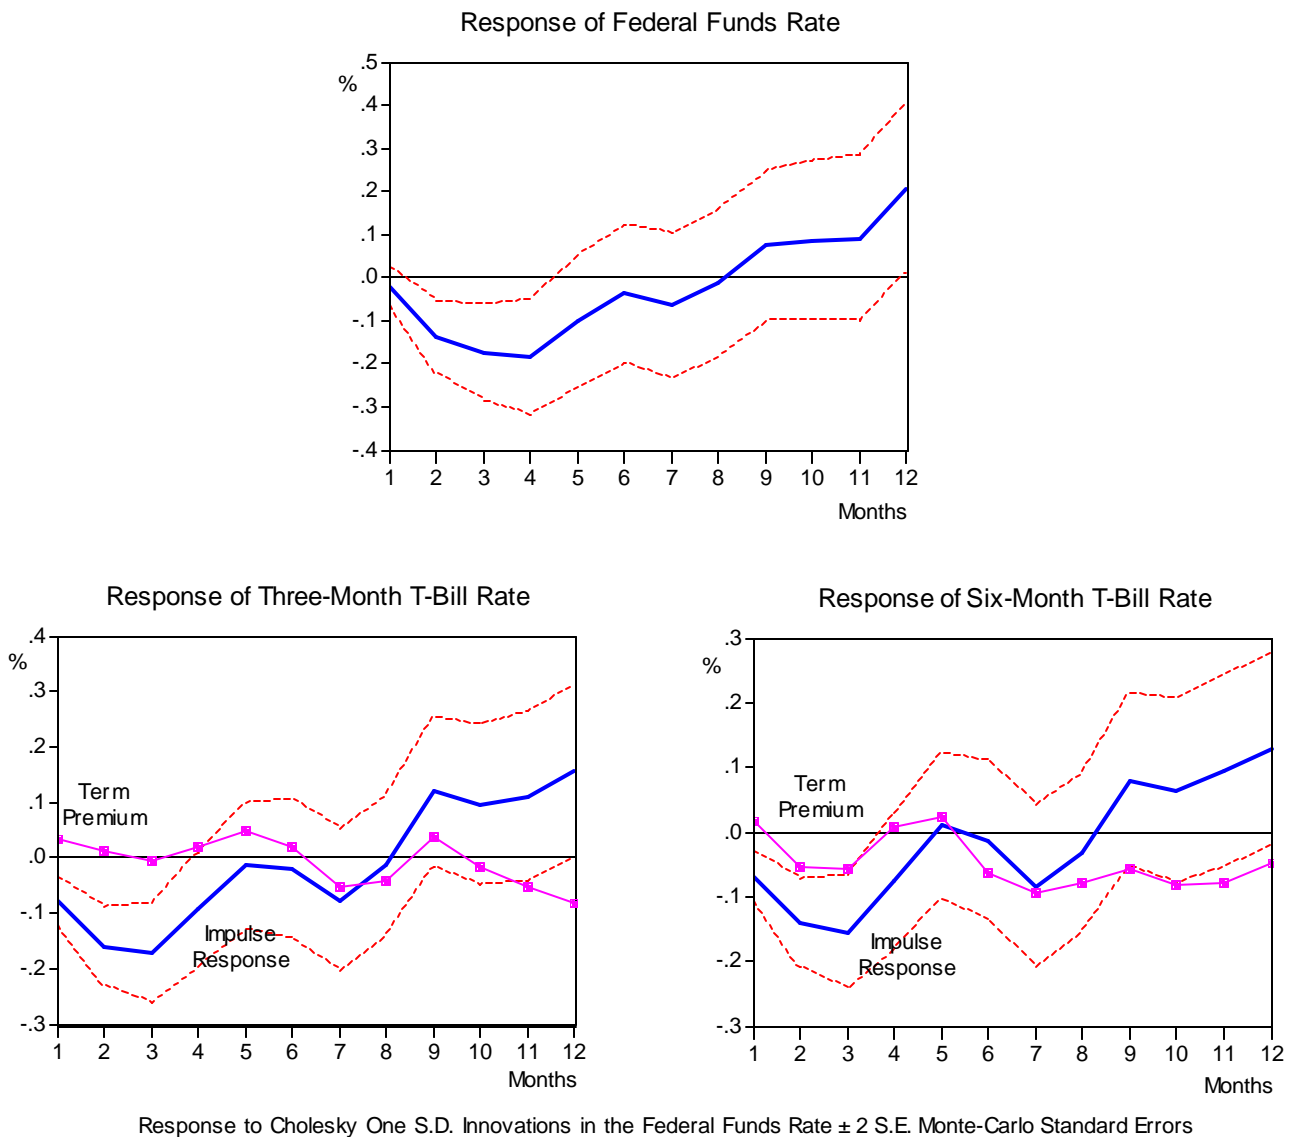 Response of Federal Funds Rate
%
.5
.4
.3
.2
.1
.0
-.1
-.2
-.3
-.4
1 2 3 4 5 6 7 8 9 10 11 12
Months
Response of Three-Month T-Bill Rate
%
.4
.3
.2
.1
.0
-.1
-.2
-.3
Term
Premium
Impulse
Response
1 2 3 4 5 6 7 8 9 10 11 12
Months
Response of Six-Month T-Bill Rate
%
.3
.2
.1
.0
-.1
-.2
-.3
Term
Premium
Impulse
Response
1 2 3 4 5 6 7 8 9 10 11 12
Months
Response to Cholesky One S.D. Innovations in the Federal Funds Rate ± 2 S.E. Monte-Carlo Standard Errors